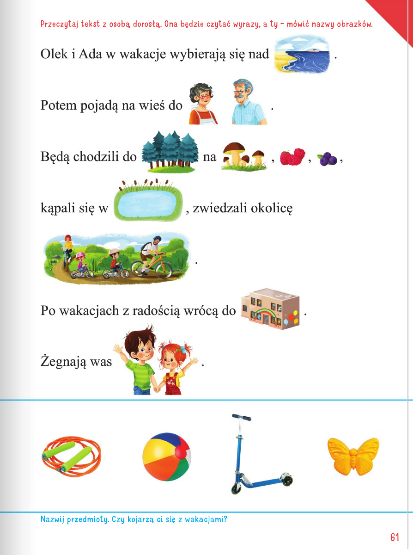 Przeczytaj tekst z osobą dorosłą. Ona będzie czytać wyrazy, a ty – mówić nazwy obrazków.
Olek i Ada w wakacje wybierają się nad .
Potem pojadą na wieś do .
Będą chodzili do na , , ,
kąpali się w , zwiedzali okolicę
.
Po wakacjach z radością wrócą do .
Żegnają was .
Nazwij przedmioty. Czy kojarzą ci się z wakacjami?
61